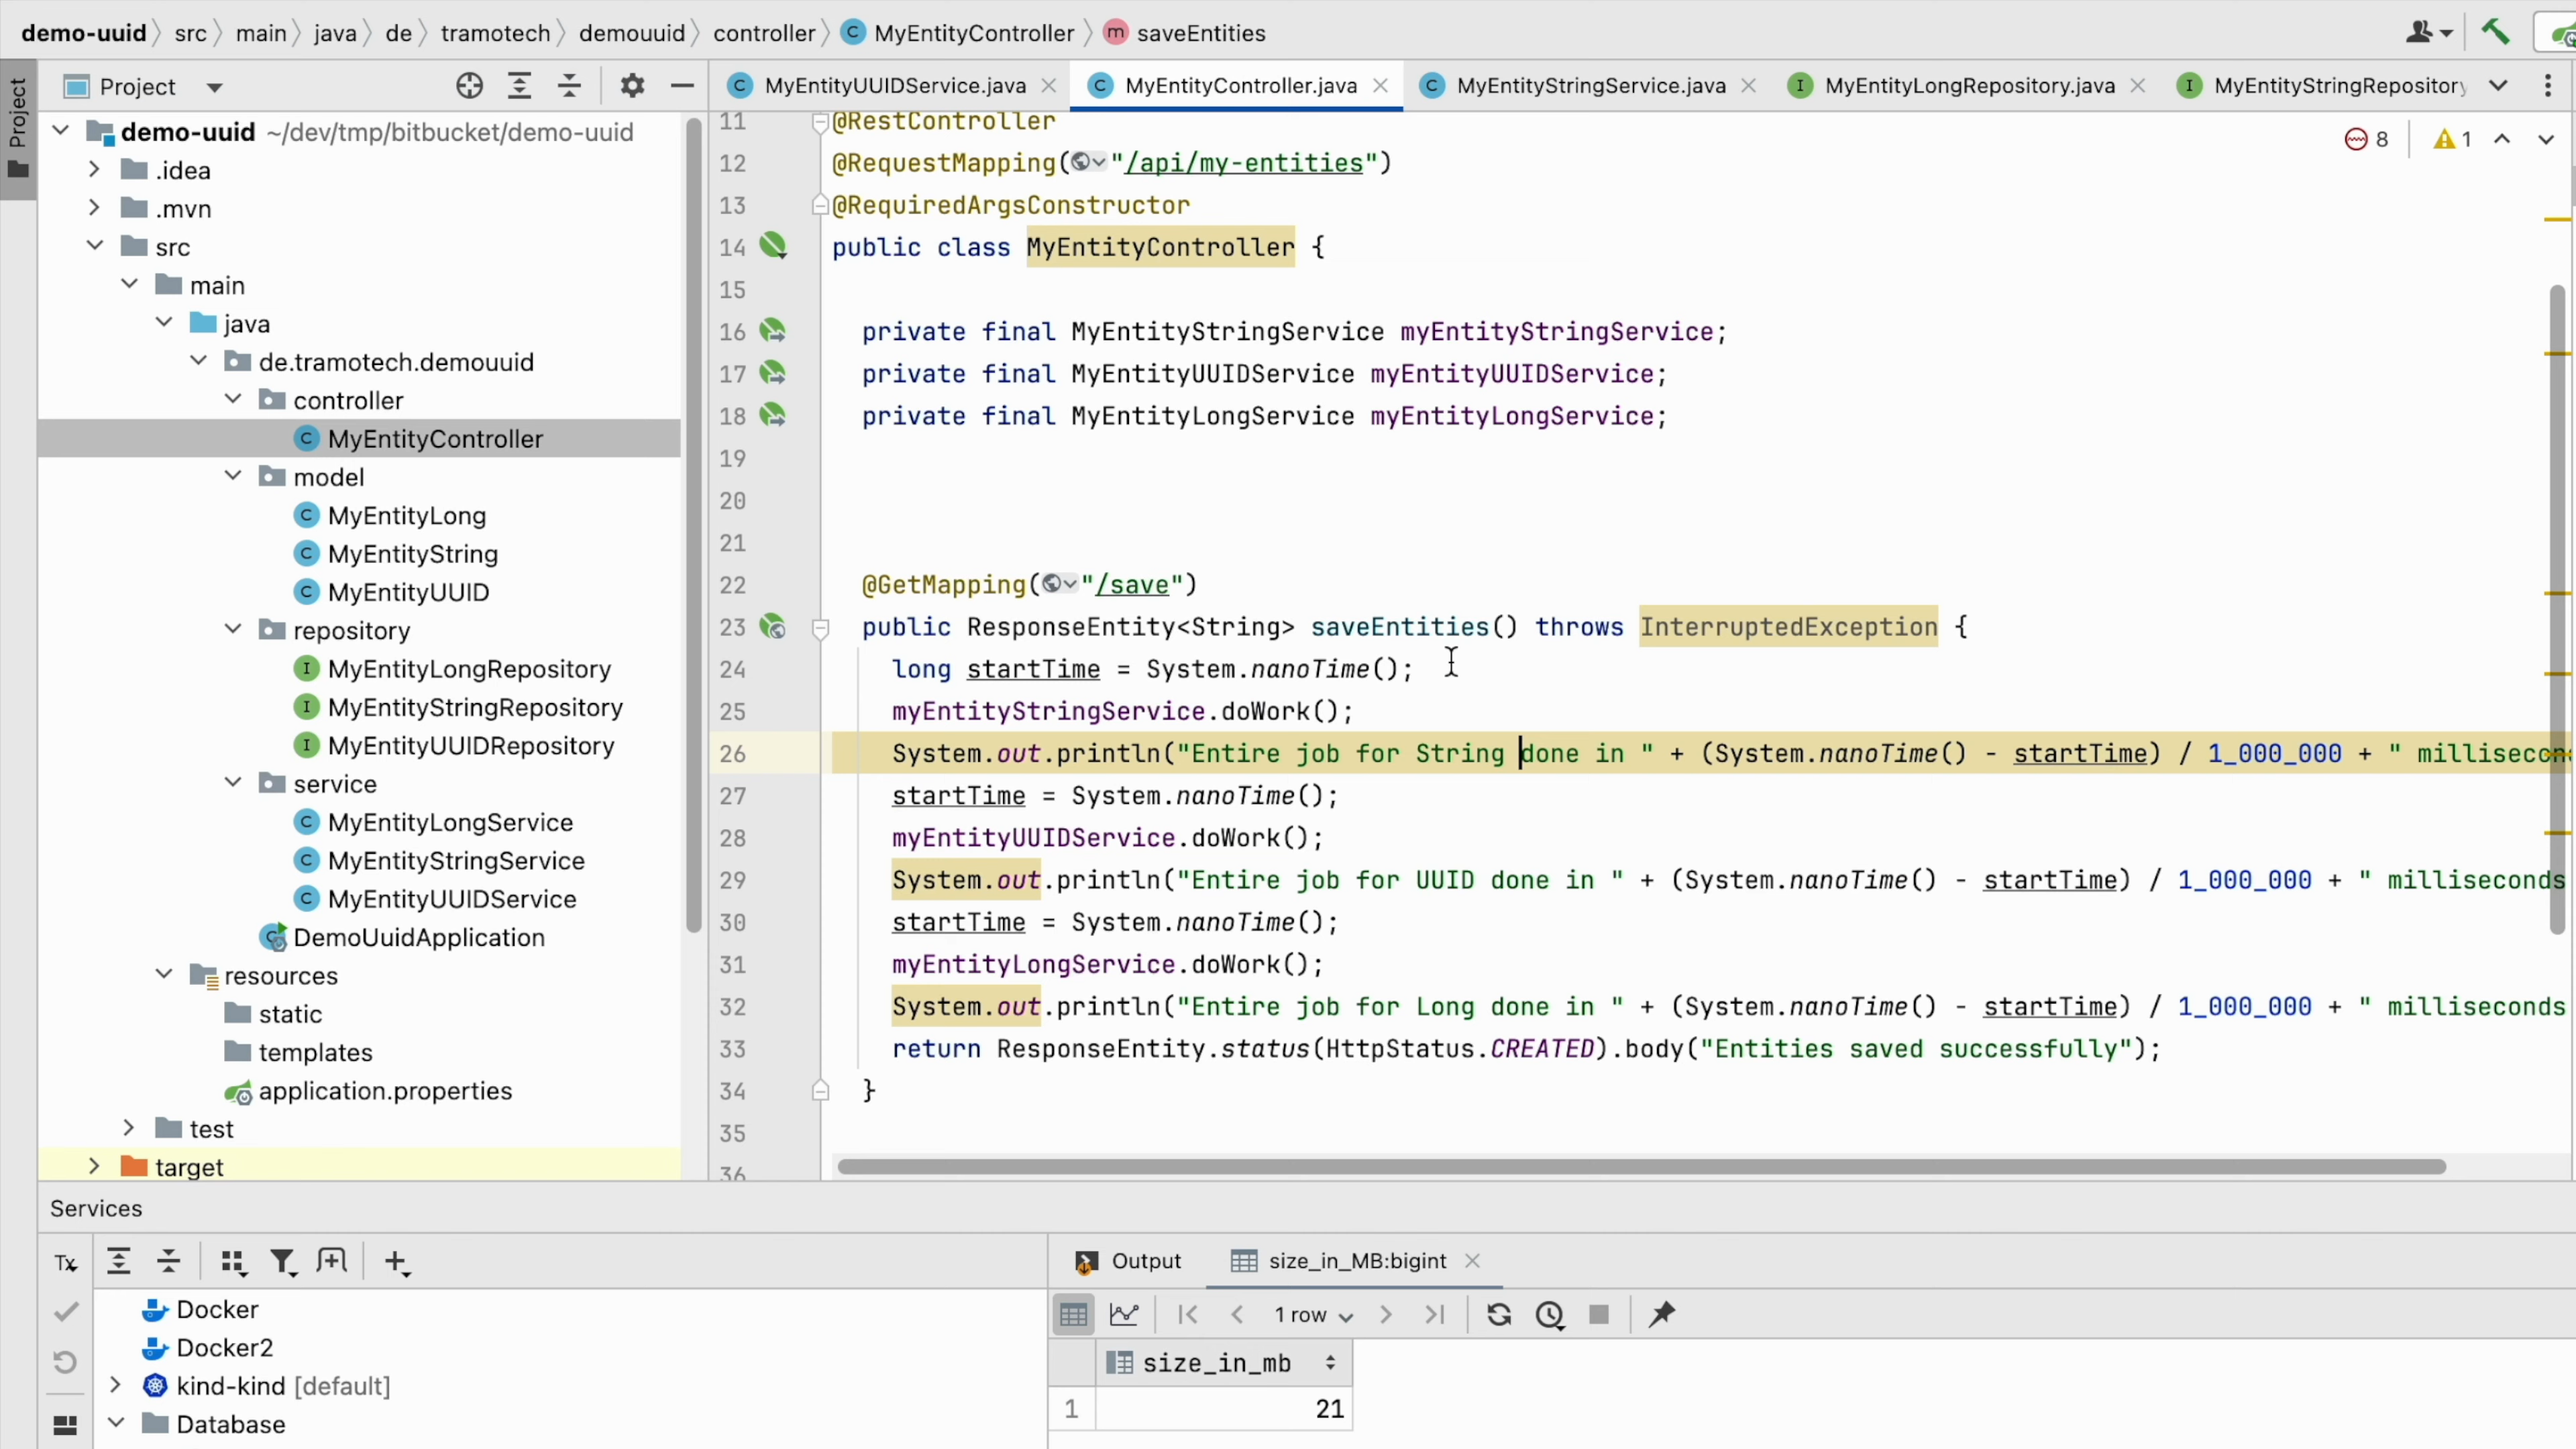 demo-uuid src main java de tramotech demouuid controller MyEntityController saveEntities
Project
Project
demo-uuid ~/dev/tmp/bitbucket/demo-uuid
.idea
.mvn
src
main
java
de.tramotech.demouuid
controller
MyEntityController
model
MyEntityLong
MyEntityString
MyEntityUUID
repository
MyEntityLongRepository
MyEntityStringRepository
MyEntityUUIDRepository
service
MyEntityLongService
MyEntityStringService
MyEntityUUIDService
DemoUuidApplication
resources
static
templates
application.properties
test
target
MyEntityUUIDService.java MyEntityController.java MyEntityStringService.java MyEntityLongRepository.java MyEntityStringRepository
8 1
11 @RestController
12 @RequestMapping("/api/my-entities")
13 @RequiredArgsConstructor
14 public class MyEntityController {
15
16 private final MyEntityStringService myEntityStringService;
17 private final MyEntityUUIDService myEntityUUIDService;
18 private final MyEntityLongService myEntityLongService;
19
20
21
22 @GetMapping("/save")
23 public ResponseEntity<String> saveEntities() throws InterruptedException {
24 long startTime = System.nanoTime();
25 myEntityStringService.doWork();
26 System.out.println("Entire job for String done in " + (System.nanoTime() - startTime) / 1_000_000 + " millisecon
27 startTime = System.nanoTime();
28 myEntityUUIDService.doWork();
29 System.out.println("Entire job for UUID done in " + (System.nanoTime() - startTime) / 1_000_000 + " milliseconds
30 startTime = System.nanoTime();
31 myEntityLongService.doWork();
32 System.out.println("Entire job for Long done in " + (System.nanoTime() - startTime) / 1_000_000 + " milliseconds
33 return ResponseEntity.status(HttpStatus.CREATED).body("Entities saved successfully");
34 }
35
36
Services
Tx
Docker
Docker2
kind-kind [default]
Database
Output size_in_MB:bigint
1 row
size_in_mb
1 21